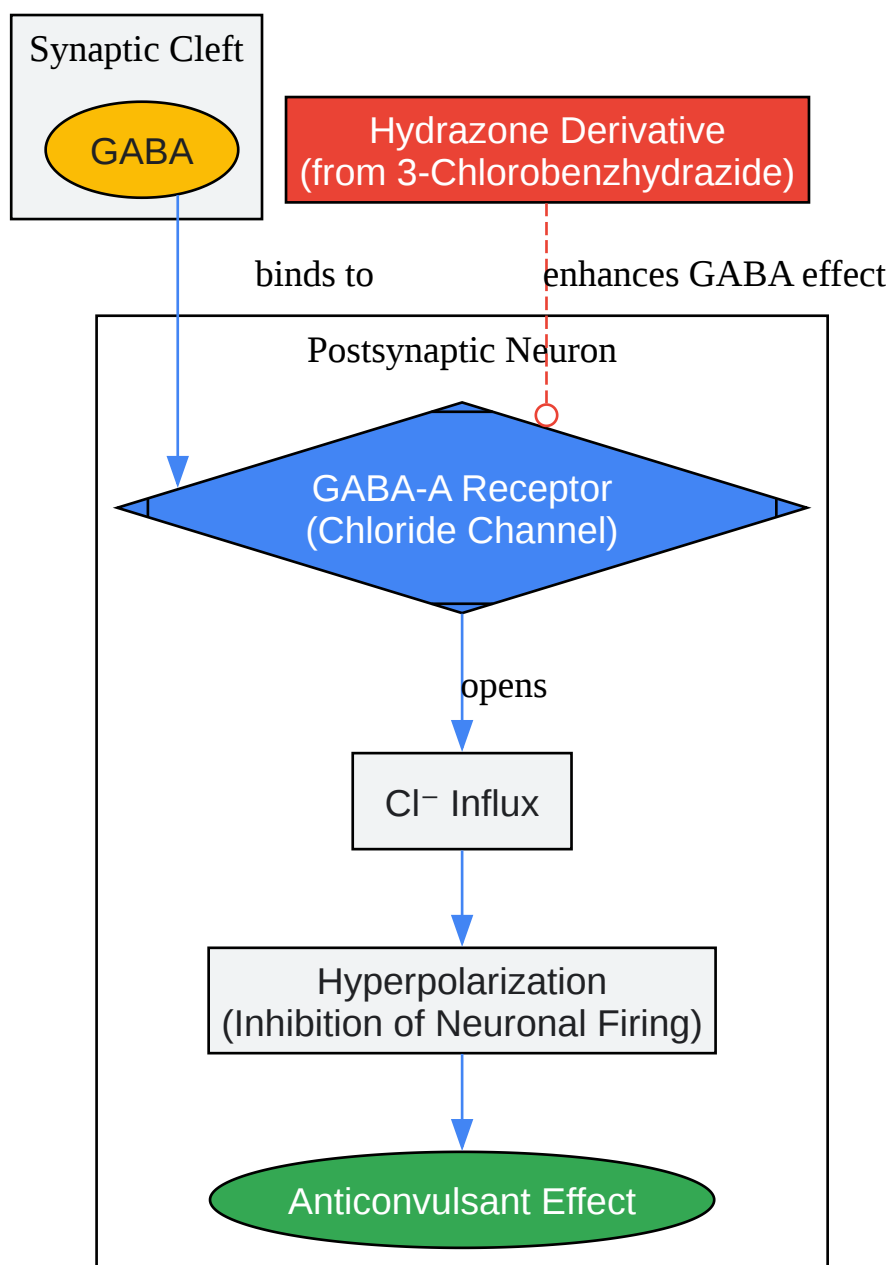 Synaptic Cleft
GABA
Hydrazone Derivative
(from 3-Chlorobenzhydrazide)
binds to
enhances GABA effect
Postsynaptic Neuron
GABA-A Receptor
(Chloride Channel)
opens
Cl⁻ Influx
Hyperpolarization
(Inhibition of Neuronal Firing)
Anticonvulsant Effect